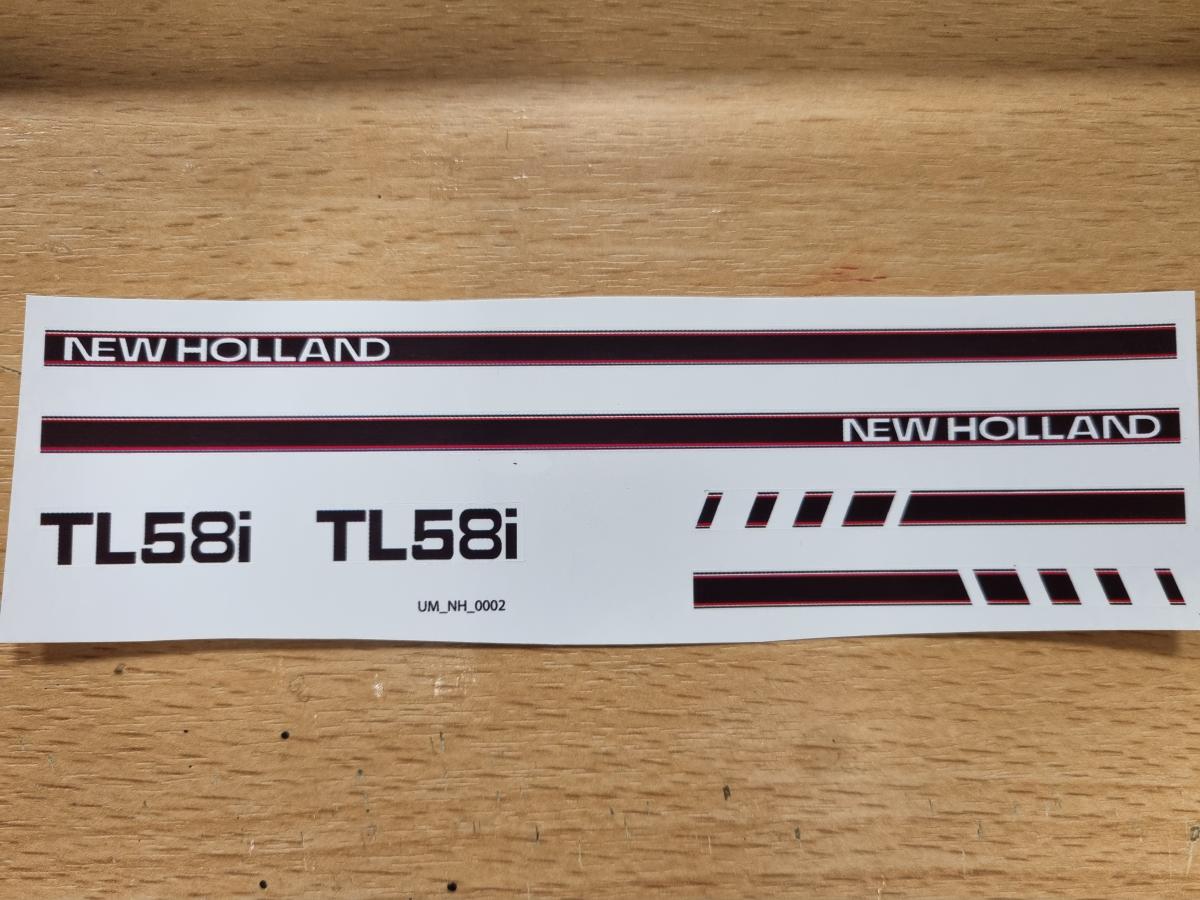 NEW HOLLAND
NEW HOLLAND
TL58i TL58i
UM_NH_0002